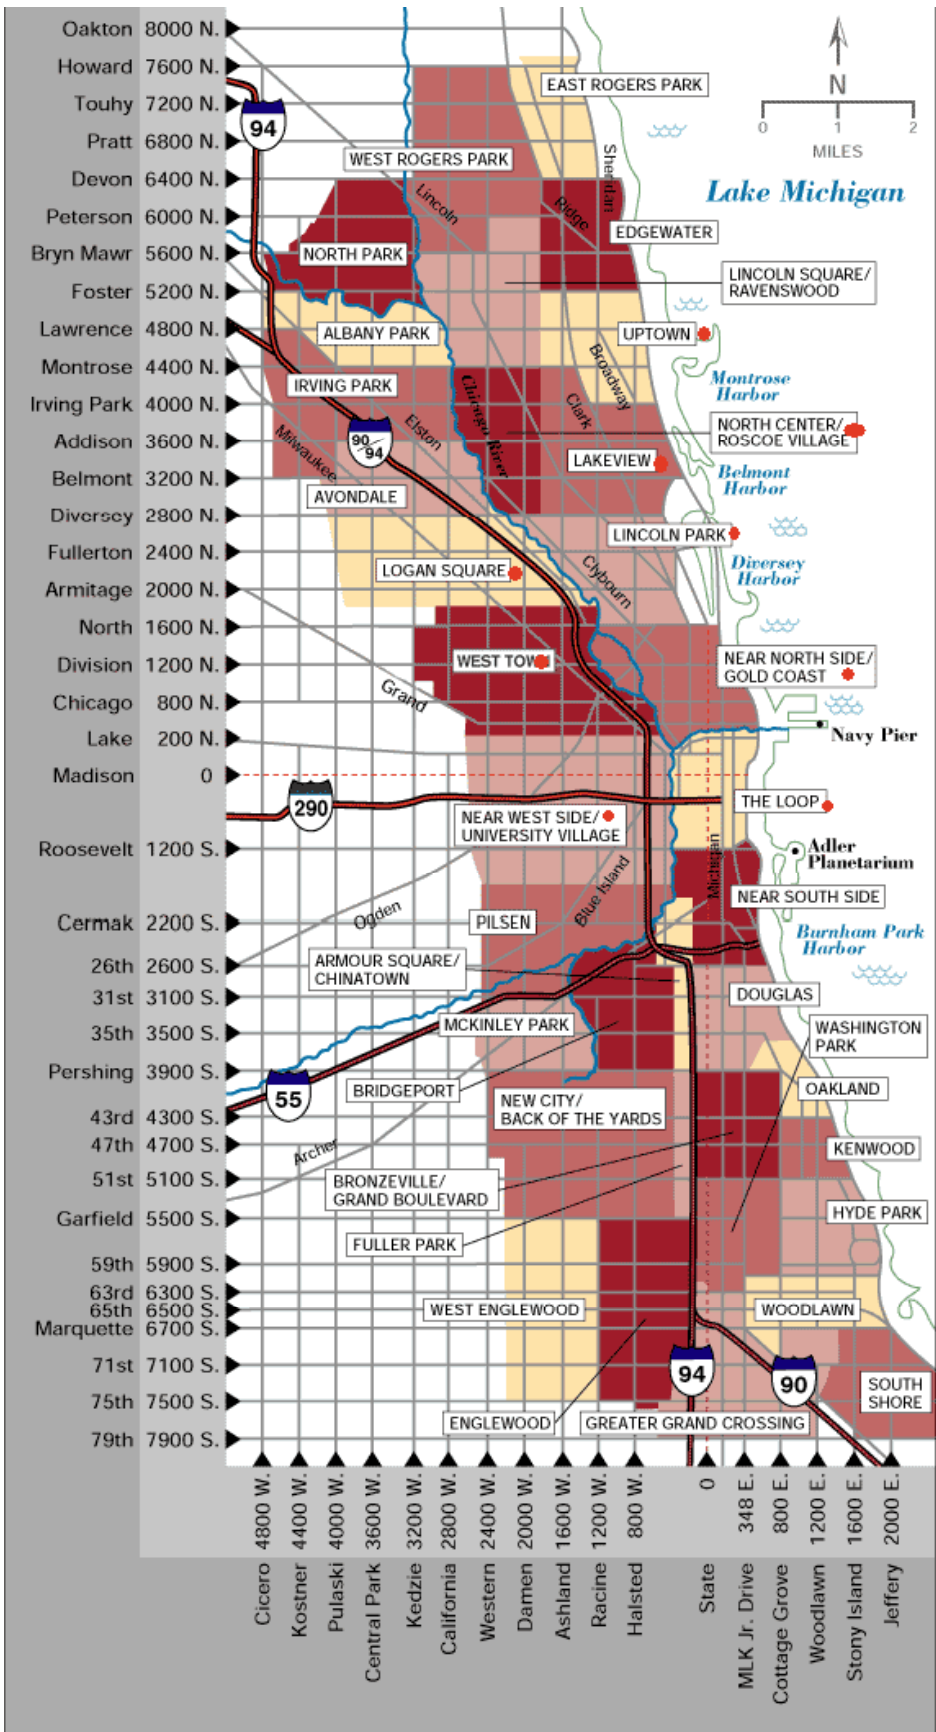 Oakton 8000 N.
Howard 7600 N.
Touhy 7200 N.
Pratt 6800 N.
Devon 6400 N.
Peterson 6000 N.
Bryn Mawr 5600 N.
Foster 5200 N.
Lawrence 4800 N.
Montrose 4400 N.
Irving Park 4000 N.
Addison 3600 N.
Belmont 3200 N.
Diversey 2800 N.
Fullerton 2400 N.
Armitage 2000 N.
North 1600 N.
Division 1200 N.
Chicago 800 N.
Lake 200 N.
Madison 0
Roosevelt 1200 S.
Cermak 2200 S.
26th 2600 S.
31st 3100 S.
35th 3500 S.
Pershing 3900 S.
43rd 4300 S.
47th 4700 S.
51st 5100 S.
Garfield 5500 S.
59th 5900 S.
63rd 6300 S.
65th 6500 S.
Marquette 6700 S.
71st 7100 S.
75th 7500 S.
79th 7900 S.
N
0 1 2
MILES
EAST ROGERS PARK
94
WEST ROGERS PARK
Sheridan
Lake Michigan
Lincoln
Ridge
EDGEWATER
NORTH PARK
LINCOLN SQUARE/
RAVENSWOOD
ALBANY PARK
UPTOWN
Broadway
Montrose
Harbor
IRVING PARK
Chicago River
Clark
Elston
Milwaukee
90/94
NORTH CENTER/
ROSCOE VILLAGE
LAKEVIEW
Belmont
Harbor
AVONDALE
LINCOLN PARK
LOGAN SQUARE
Clybourn
Diversey
Harbor
WEST TOW
NEAR NORTH SIDE/
GOLD COAST
Grand
Navy Pier
290
THE LOOP
NEAR WEST SIDE/
UNIVERSITY VILLAGE
Michigan
Adler
Planetarium
Blue Island
NEAR SOUTH SIDE
Ogden
PILSEN
Burnham Park
Harbor
ARMOUR SQUARE/
CHINATOWN
DOUGLAS
MCKINLEY PARK
WASHINGTON
PARK
BRIDGEPORT
OAKLAND
55
NEW CITY/
BACK OF THE YARDS
Archer
KENWOOD
BRONZEVILLE/
GRAND BOULEVARD
HYDE PARK
FULLER PARK
WEST ENGLEWOOD
WOODLAWN
94
90
SOUTH
SHORE
ENGLEWOOD
GREATER GRAND CROSSING
4800 W.
4400 W.
4000 W.
3600 W.
3200 W.
2800 W.
2400 W.
2000 W.
1600 W.
1200 W.
800 W.
0
348 E.
800 E.
1200 E.
1600 E.
2000 E.
Cicero
Kostner
Pulaski
Central Park
Kedzie
California
Western
Damen
Ashland
Racine
Halsted
State
MLK Jr. Drive
Cottage Grove
Woodlawn
Stony Island
Jeffery